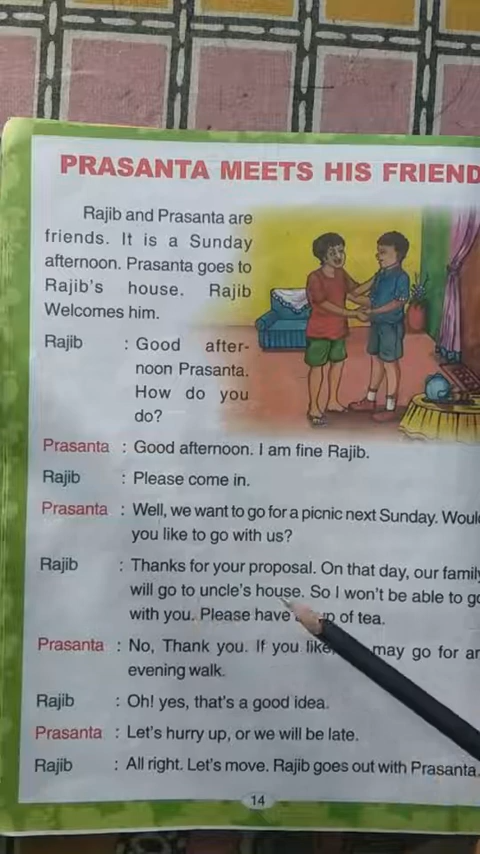 PRASANTA MEETS HIS FRIEND
Rajib and Prasanta are
friends. It is a Sunday
afternoon. Prasanta goes to
Rajib's house. Rajib
Welcomes him.
Rajib : Good after-
noon Prasanta.
How do you
do?
Prasanta : Good afternoon. I am fine Rajib.
Rajib : Please come in.
Prasanta : Well, we want to go for a picnic next Sunday. Woul
you like to go with us?
Rajib : Thanks for your proposal. On that day, our family
will go to uncle's house. So I won't be able to go
with you. Please have of tea.
Prasanta : No, Thank you. If you like, may go for an
evening walk.
Rajib : Oh! yes, that's a good idea.
Prasanta : Let's hurry up, or we will be late.
Rajib : All right. Let's move. Rajib goes out with Prasanta.
14